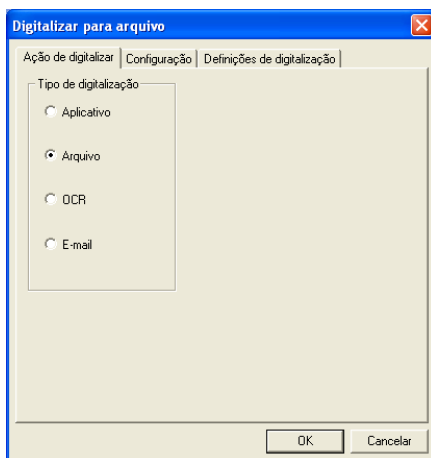 Digitalizar para arquivo
Ação de digitalizar Configuração Definições de digitalização
Tipo de digitalização
Aplicativo
Arquivo
OCR
E-mail
OK Cancelar